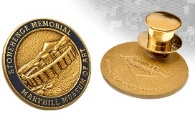 STONEHENGE MEMORIAL
MARYHILL MUSEUM OF ART